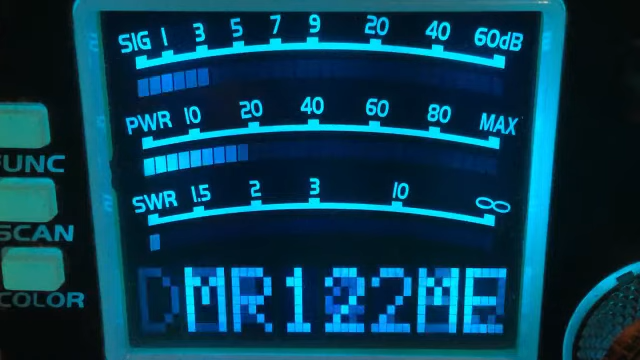 SIG 1 3 5 7 9 20 40 60dB
PWR 10 20 40 60 80 MAX
FUNC
SWR 1.5 2 3 10 ∞
SCAN
COLOR